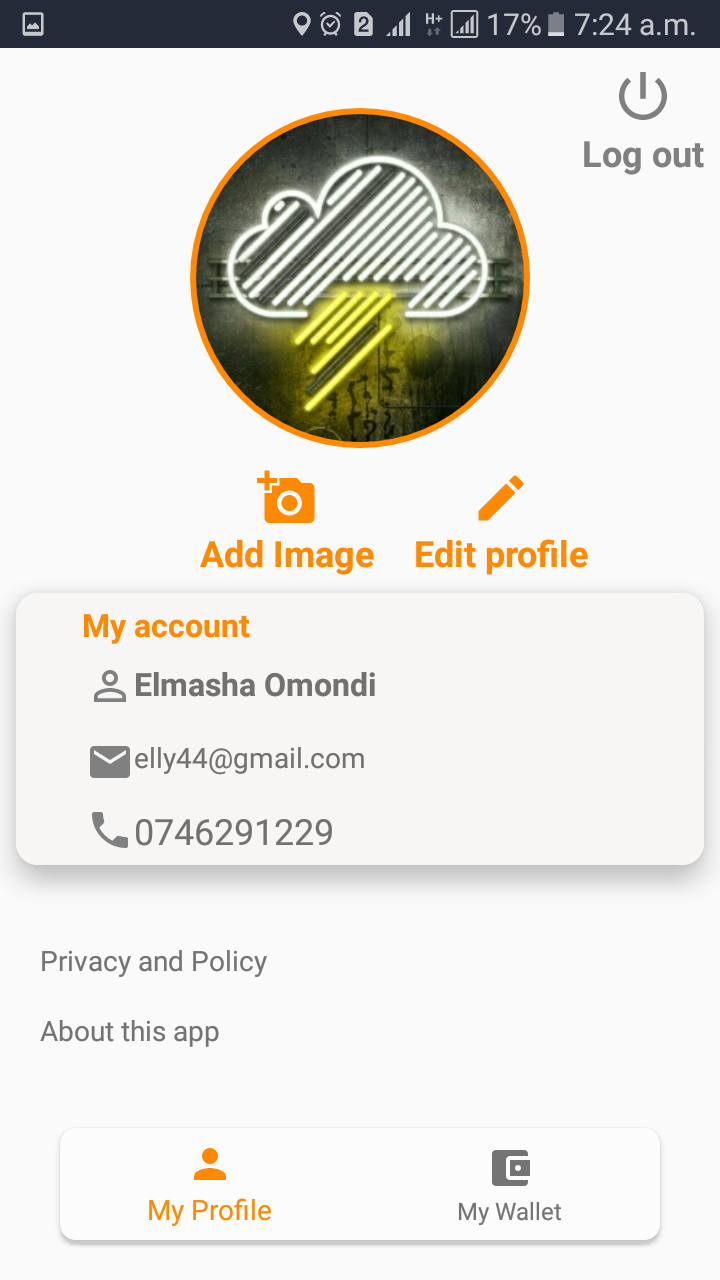 2 H+ 17% 7:24 a.m.
Log out
Add Image Edit profile
My account
Elmasha Omondi
elly44@gmail.com
0746291229
Privacy and Policy
About this app
My Profile My Wallet